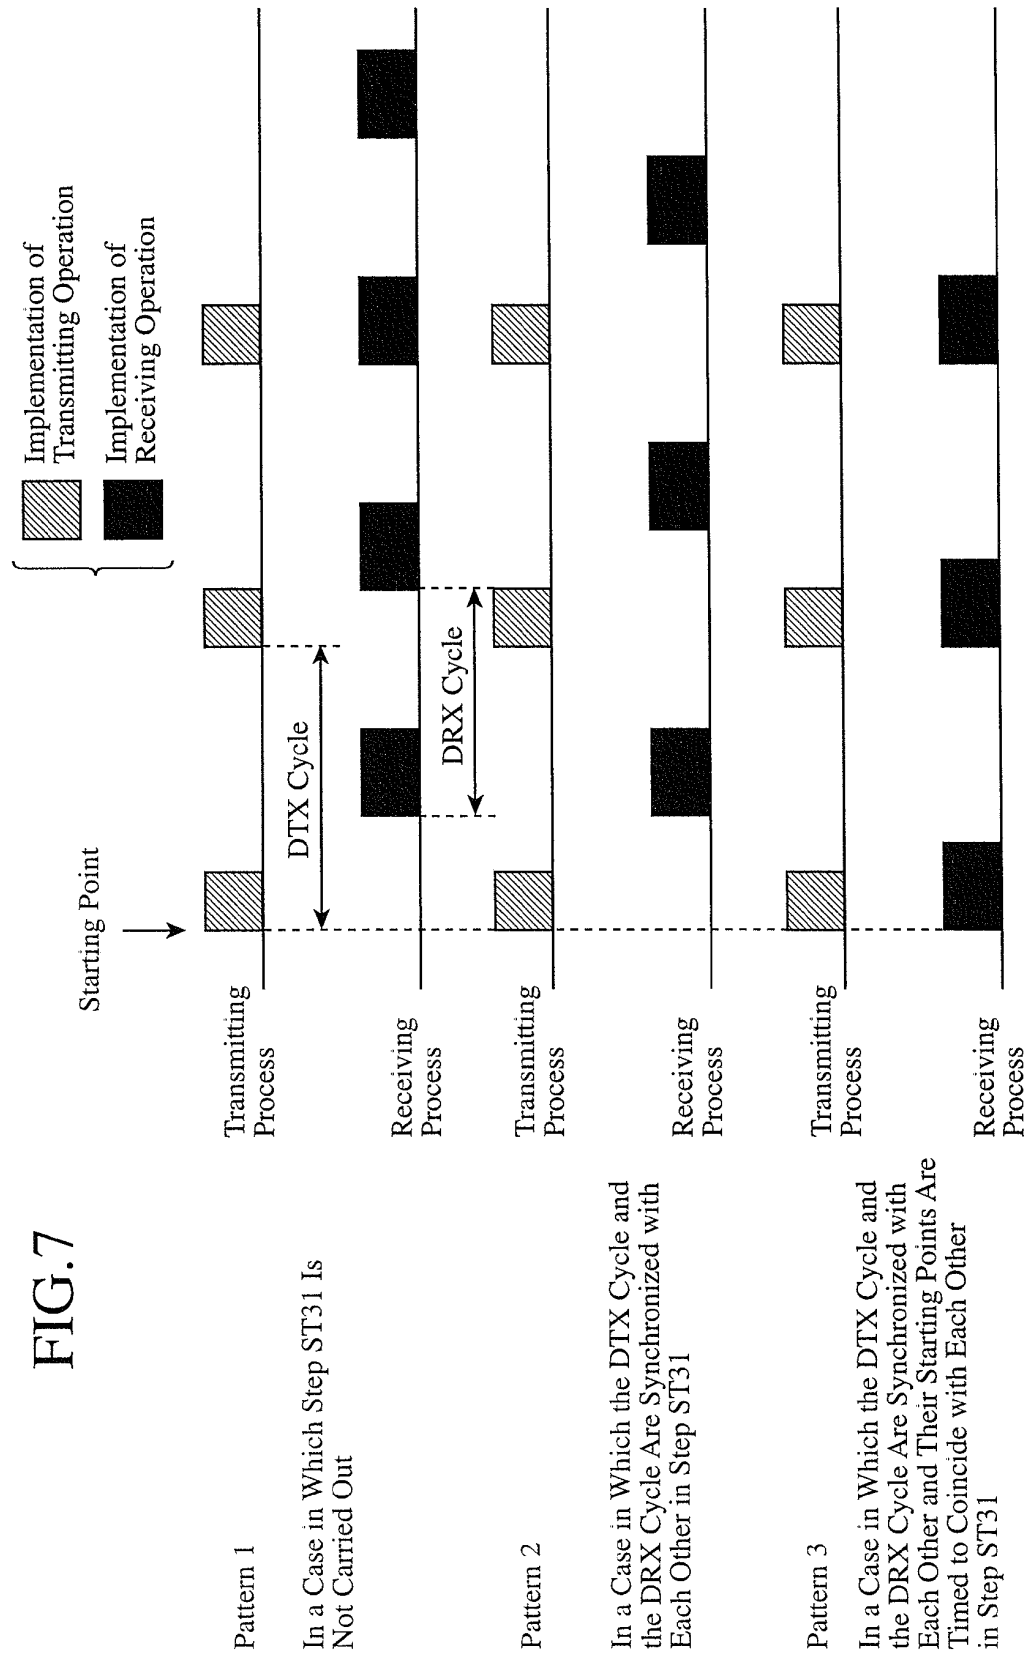 FIG.7
Starting Point
Implementation of
Transmitting Operation
Implementation of
Receiving Operation
Pattern 1
In a Case in Which Step ST31 Is
Not Carried Out
Transmitting
Process
DTX Cycle
Receiving
Process
DRX Cycle
Pattern 2
In a Case in Which the DTX Cycle and
the DRX Cycle Are Synchronized with
Each Other in Step ST31
Transmitting
Process
Receiving
Process
Pattern 3
In a Case in Which the DTX Cycle and
the DRX Cycle Are Synchronized with
Each Other and Their Starting Points Are
Timed to Coincide with Each Other
in Step ST31
Transmitting
Process
Receiving
Process